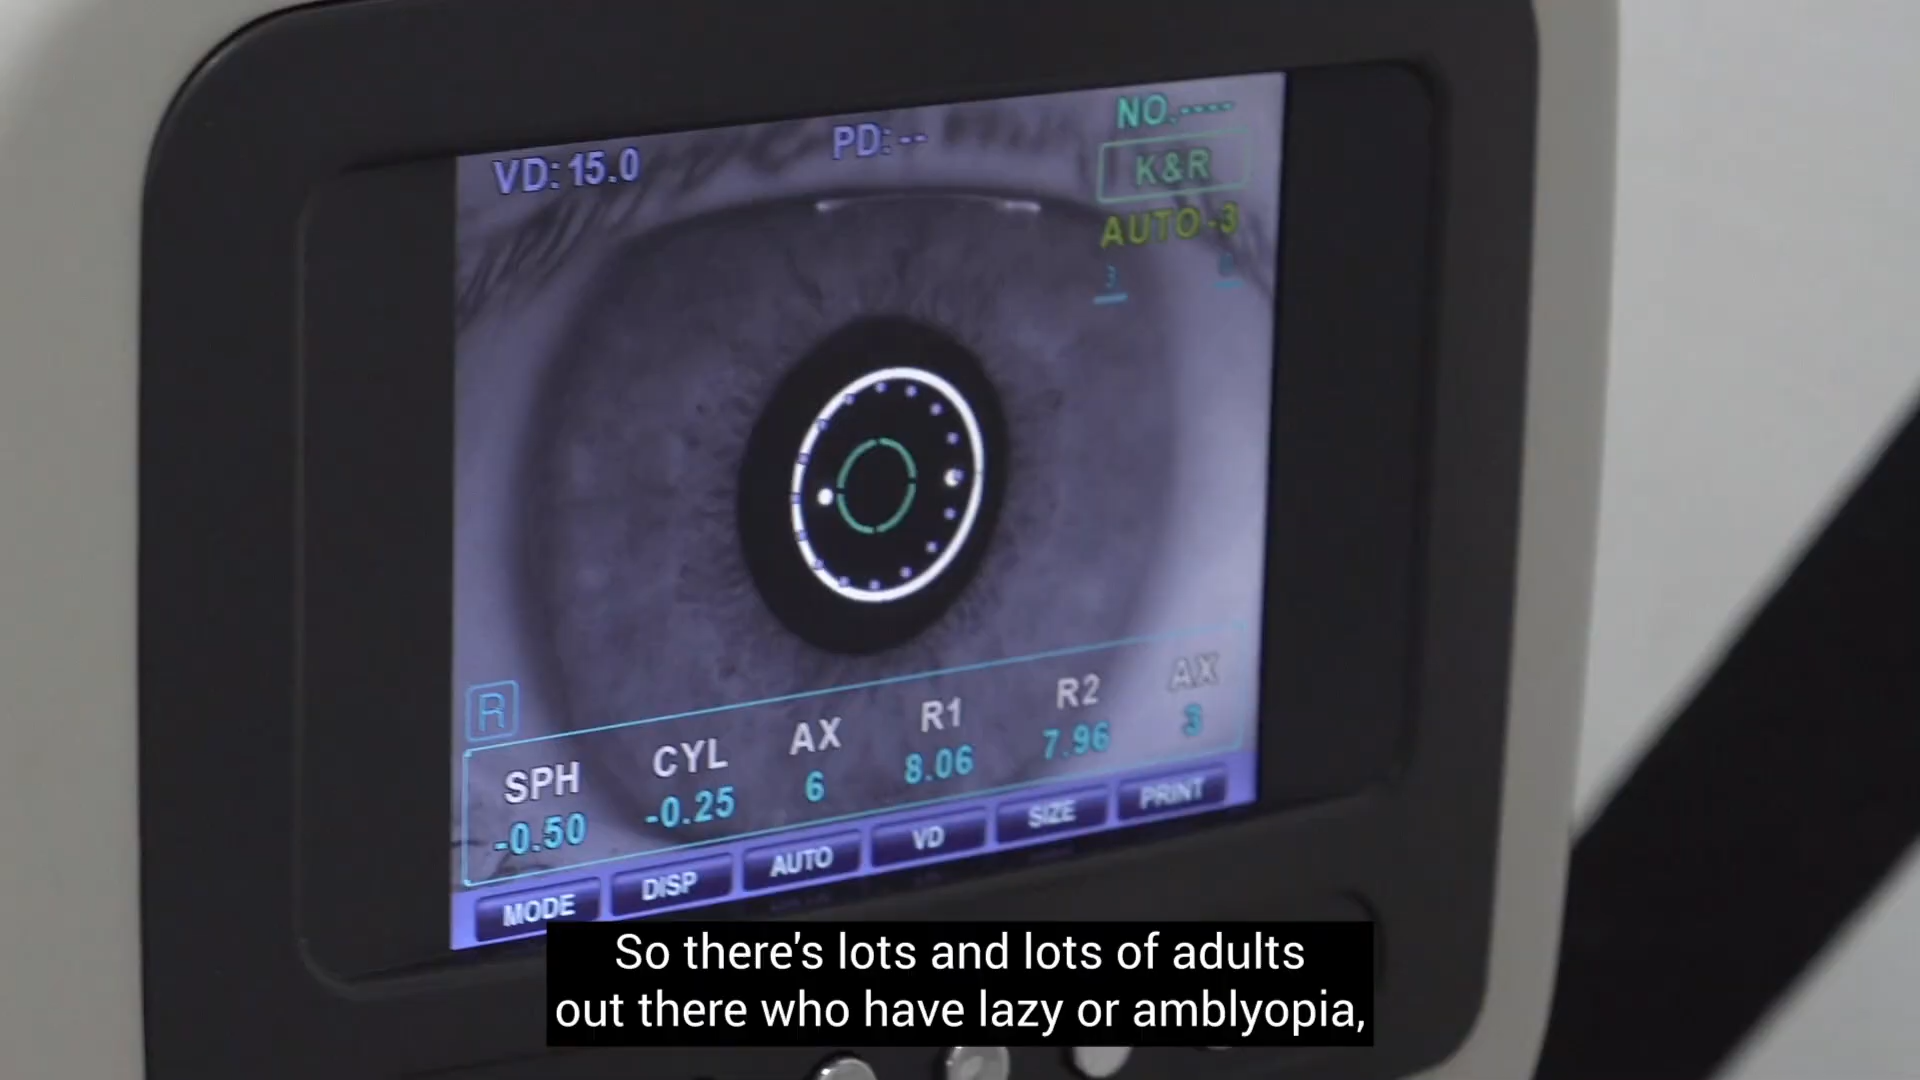 VD: 15.0
PD: --
NO.----
K&R
AUTO-3
3
R
SPH CYL AX R1 R2 AX
-0.50 -0.25 6 8.06 7.96 3
MODE DISP AUTO VD SIZE PRINT
So there's lots and lots of adults
out there who have lazy or amblyopia,